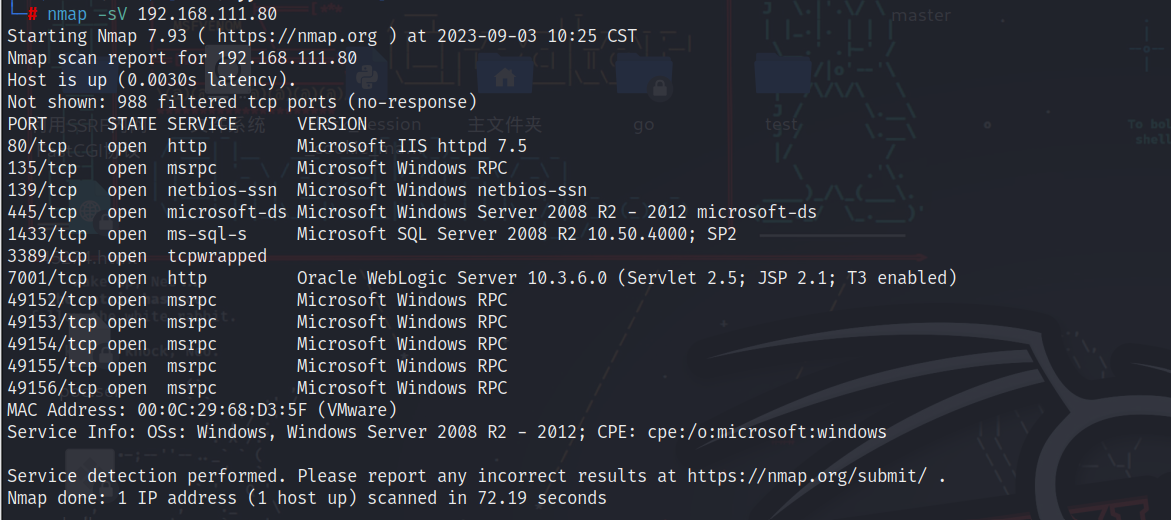 └─# nmap -sV 192.168.111.80
Starting Nmap 7.93 ( https://nmap.org ) at 2023-09-03 10:25 CST
Nmap scan report for 192.168.111.80
Host is up (0.0030s latency).
Not shown: 988 filtered tcp ports (no-response)
PORT      STATE SERVICE      VERSION
80/tcp    open  http         Microsoft IIS httpd 7.5
135/tcp   open  msrpc        Microsoft Windows RPC
139/tcp   open  netbios-ssn  Microsoft Windows netbios-ssn
445/tcp   open  microsoft-ds Microsoft Windows Server 2008 R2 - 2012 microsoft-ds
1433/tcp  open  ms-sql-s     Microsoft SQL Server 2008 R2 10.50.4000; SP2
3389/tcp  open  tcpwrapped
7001/tcp  open  http         Oracle WebLogic Server 10.3.6.0 (Servlet 2.5; JSP 2.1; T3 enabled)
49152/tcp open  msrpc        Microsoft Windows RPC
49153/tcp open  msrpc        Microsoft Windows RPC
49154/tcp open  msrpc        Microsoft Windows RPC
49155/tcp open  msrpc        Microsoft Windows RPC
49156/tcp open  msrpc        Microsoft Windows RPC
MAC Address: 00:0C:29:68:D3:5F (VMware)
Service Info: OSs: Windows, Windows Server 2008 R2 - 2012; CPE: cpe:/o:microsoft:windows
Service detection performed. Please report any incorrect results at https://nmap.org/submit/ .
Nmap done: 1 IP address (1 host up) scanned in 72.19 seconds
master
主文件夹
go
test